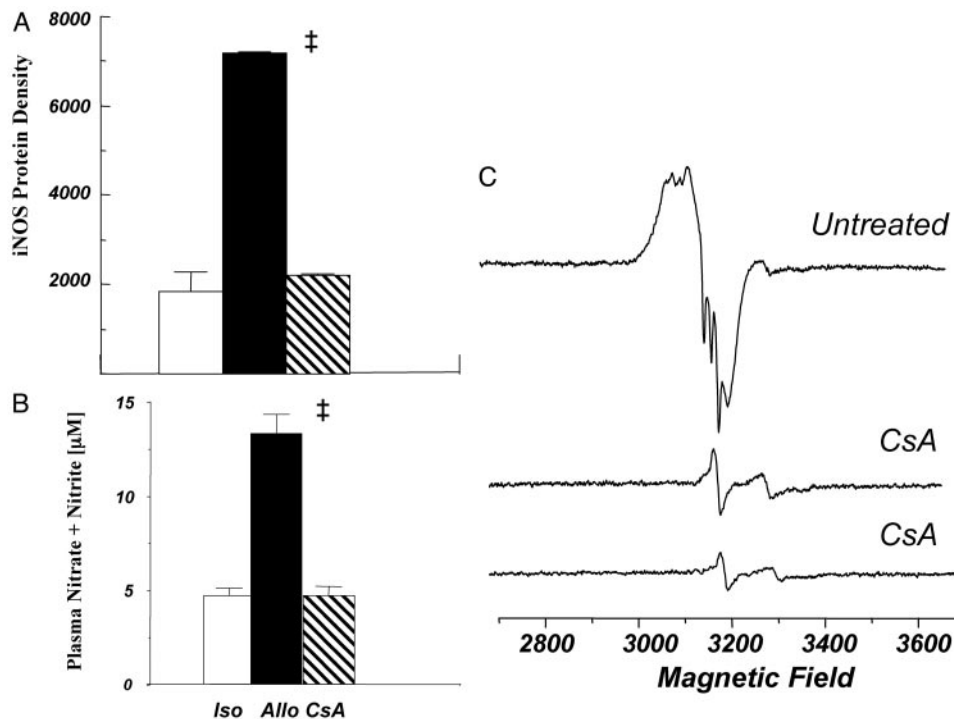 A
8000
6000
4000
2000
iNOS Protein Density
‡
B
15
10
5
0
Plasma Nitrate + Nitrite [µM]
‡
Iso Allo CsA
C
Untreated
CsA
CsA
2800 3000 3200 3400 3600
Magnetic Field